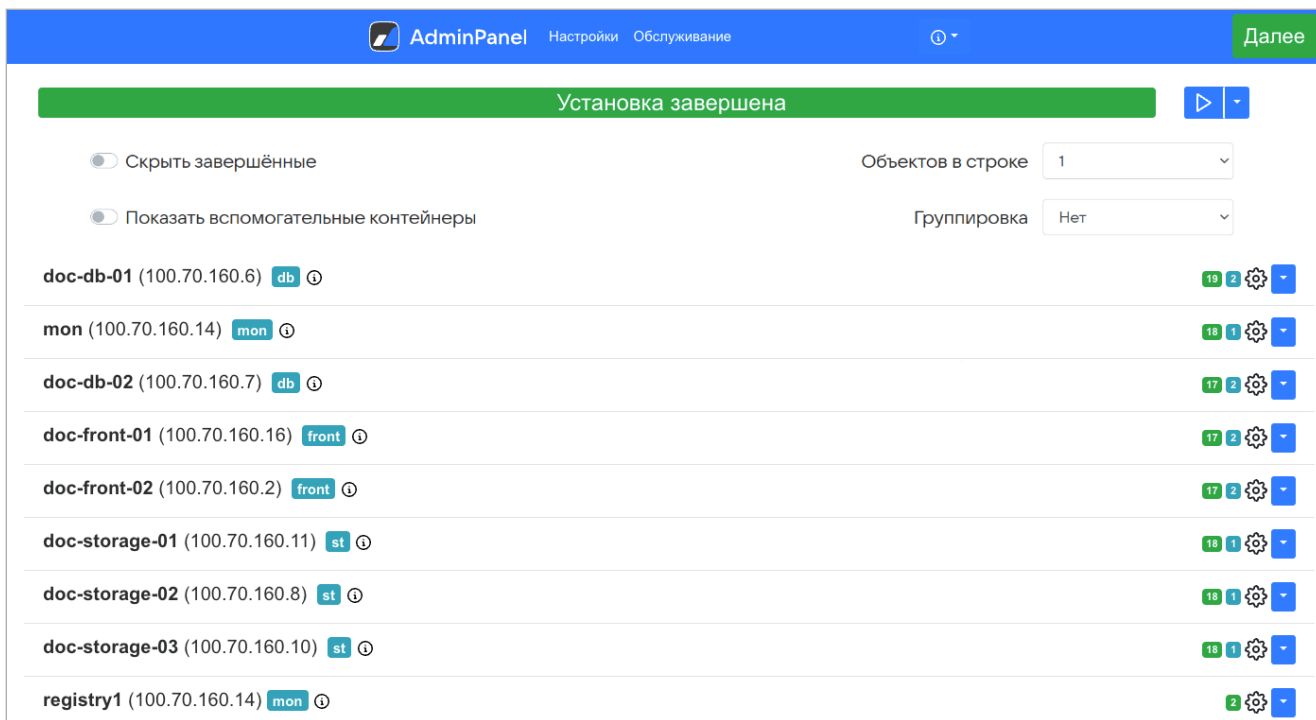 AdminPanel Настройки Обслуживание Далее
Установка завершена
Скрыть завершённые Объектов в строке 1
Показать вспомогательные контейнеры Группировка Нет
doc-db-01 (100.70.160.6) db 19 2
mon (100.70.160.14) mon 18 1
doc-db-02 (100.70.160.7) db 17 2
doc-front-01 (100.70.160.16) front 17 2
doc-front-02 (100.70.160.2) front 17 2
doc-storage-01 (100.70.160.11) st 18 1
doc-storage-02 (100.70.160.8) st 18 1
doc-storage-03 (100.70.160.10) st 18 1
registry1 (100.70.160.14) mon 2